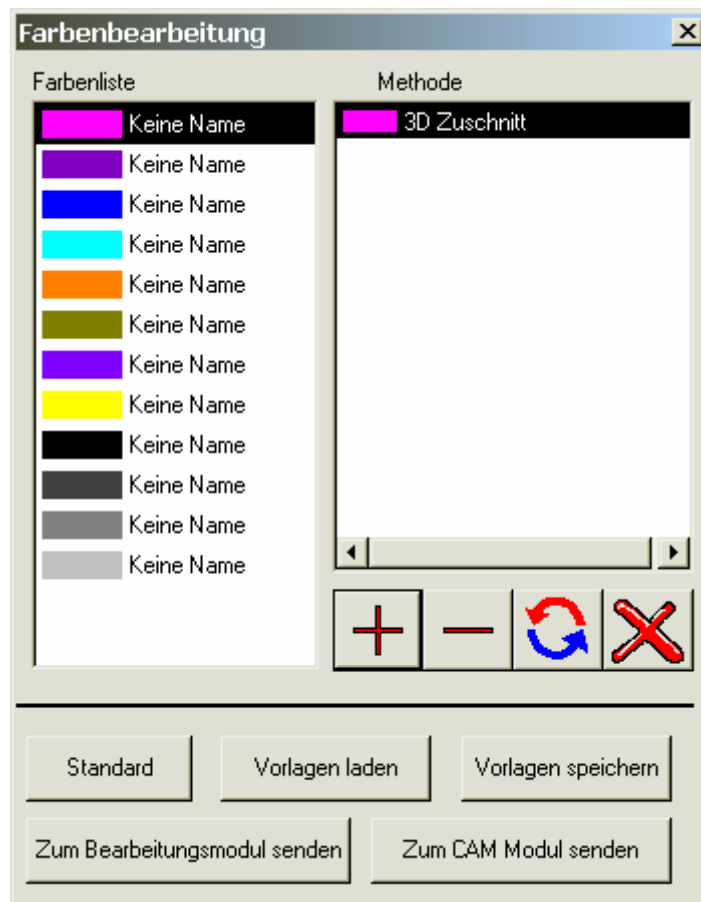 Farbenbearbeitung
Farbenliste
Methode
Keine Name
Keine Name
Keine Name
Keine Name
Keine Name
Keine Name
Keine Name
Keine Name
Keine Name
Keine Name
Keine Name
Keine Name
3D Zuschnitt
Standard
Vorlagen laden
Vorlagen speichern
Zum Bearbeitungsmodul senden
Zum CAM Modul senden